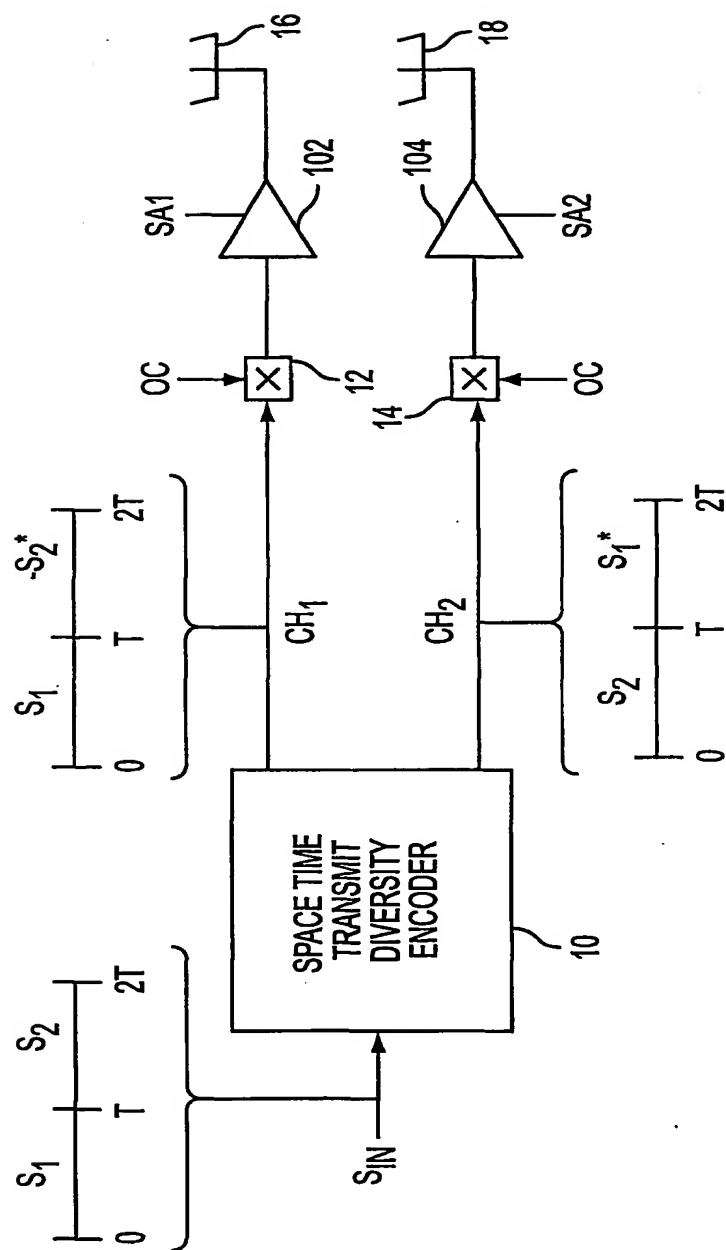 S1 S2
0 T 2T
SIN
SPACE TIME
TRANSMIT
DIVERSITY
ENCODER
10
S1 -S2*
0 T 2T
CH1
CH2
S2 S1*
0 T 2T
OC
X
12
14
X
OC
SA1
102
104
SA2
16
18